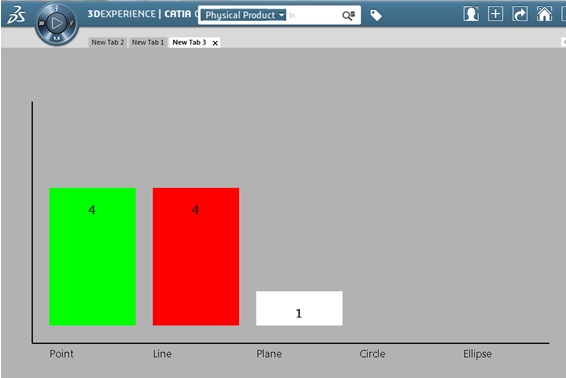 3DEXPERIENCE | CATIA
Physical Product
In
New Tab 2
New Tab 1
New Tab 3
4
4
1
Point
Line
Plane
Circle
Ellipse